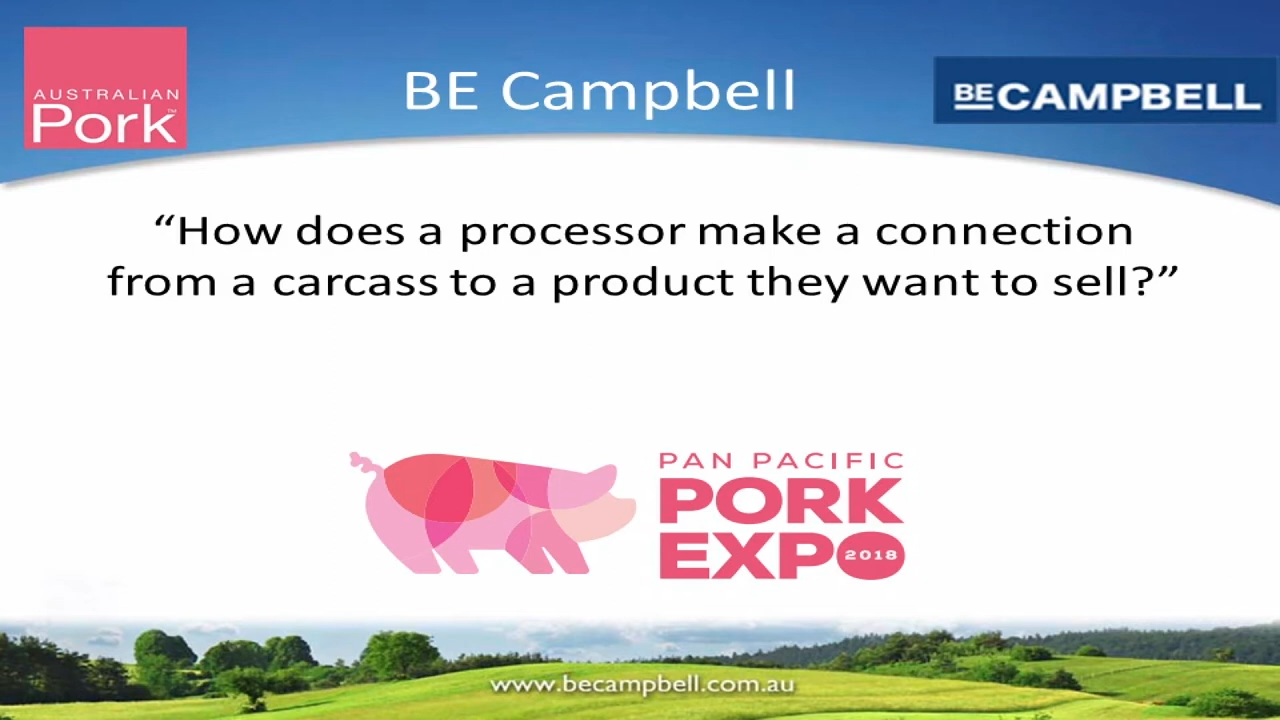 AUSTRALIAN
Pork™
BE Campbell
BECAMPBELL
“How does a processor make a connection
from a carcass to a product they want to sell?”
PAN PACIFIC
PORK
EXPO 2018
www.becampbell.com.au